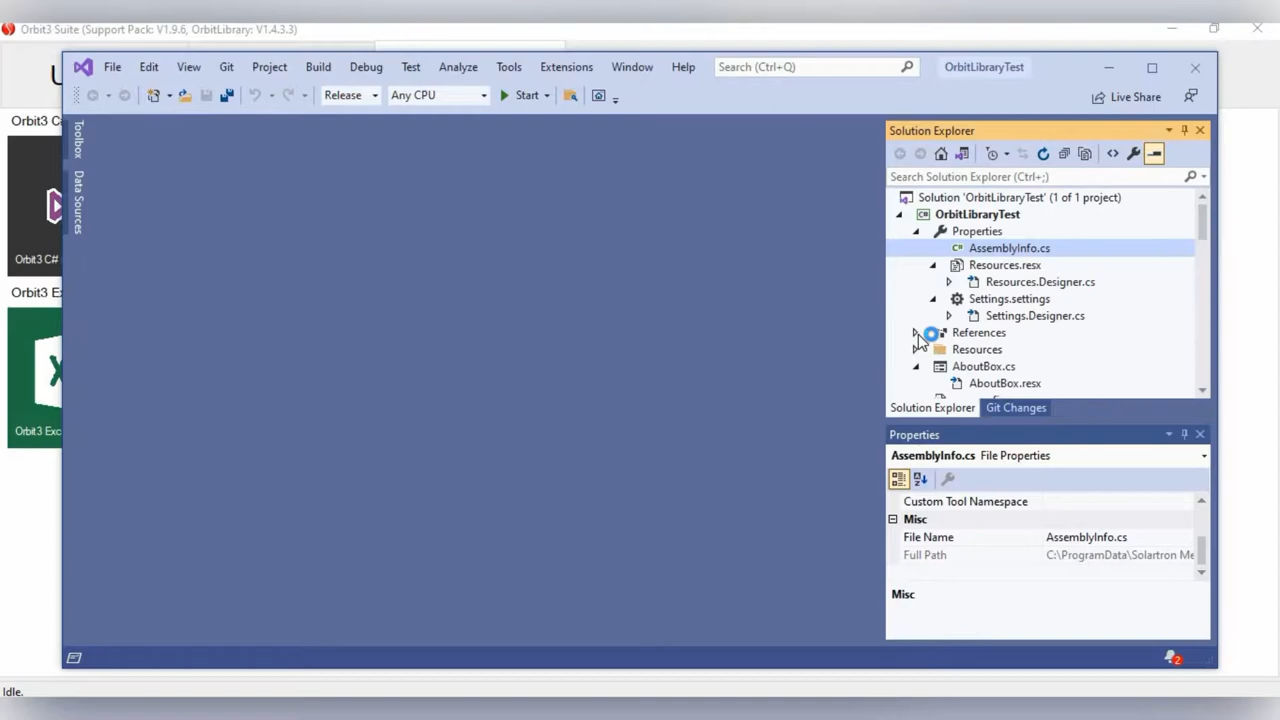 Orbit3 Suite (Support Pack: V1.9.6, OrbitLibrary: V1.4.3.3)
File Edit View Git Project Build Debug Test Analyze Tools Extensions Window Help Search (Ctrl+Q) OrbitLibraryTest
Release Any CPU Start Live Share
U
Orbit3 C
Orbit3 C#
Orbit3 Ex
Orbit3 Exc
Toolbox
Data Sources
Solution Explorer
Search Solution Explorer (Ctrl+;)
Solution 'OrbitLibraryTest' (1 of 1 project)
OrbitLibraryTest
Properties
AssemblyInfo.cs
Resources.resx
Resources.Designer.cs
Settings.settings
Settings.Designer.cs
References
Resources
AboutBox.cs
AboutBox.resx
Solution Explorer Git Changes
Properties
AssemblyInfo.cs File Properties
Custom Tool Namespace
Misc
File Name AssemblyInfo.cs
Full Path C:\ProgramData\Solartron Me
Misc
2
Idle.